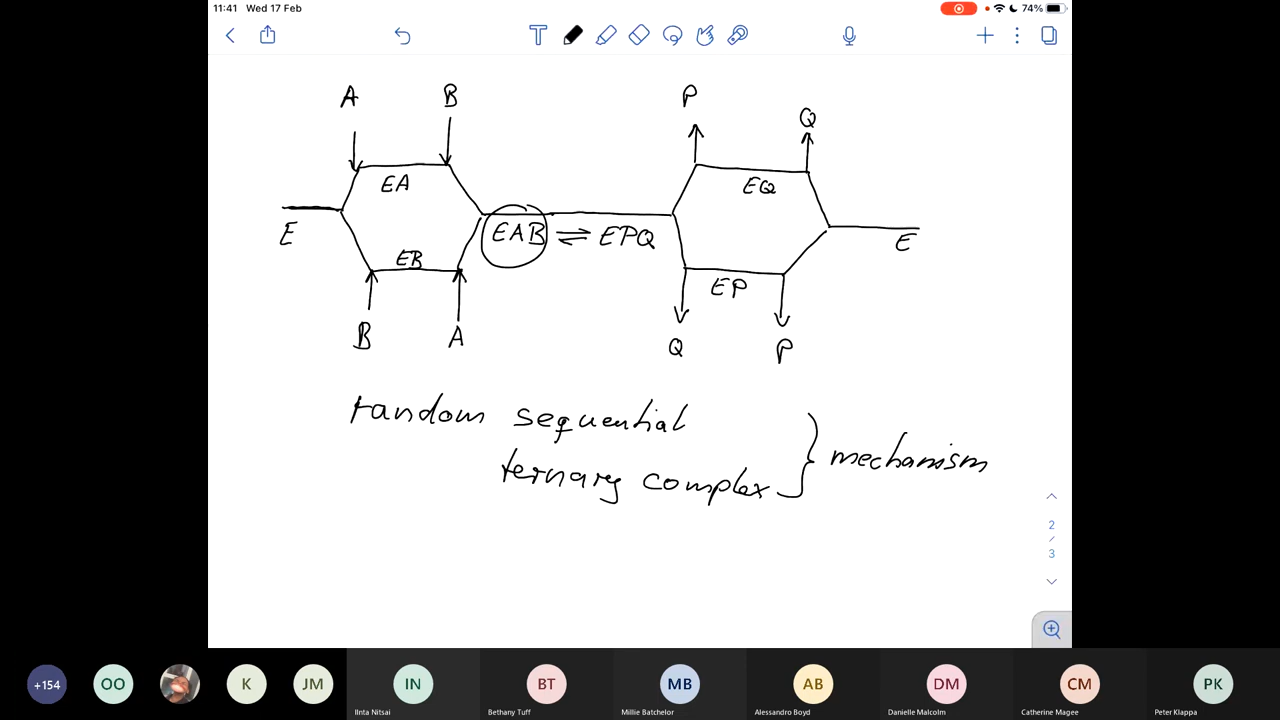 11:41 Wed 17 Feb
74%
A B P Q
EA EQ
E EAB ⇌ EPQ E
EB EP
B A Q P
random sequential
ternary complex } mechanism
2
/
3
+154 OO K JM IN BT MB AB DM CM PK
Ilnta Nitsai Bethany Tuff Millie Batchelor Alessandro Boyd Danielle Malcolm Catherine Magee Peter Klappa